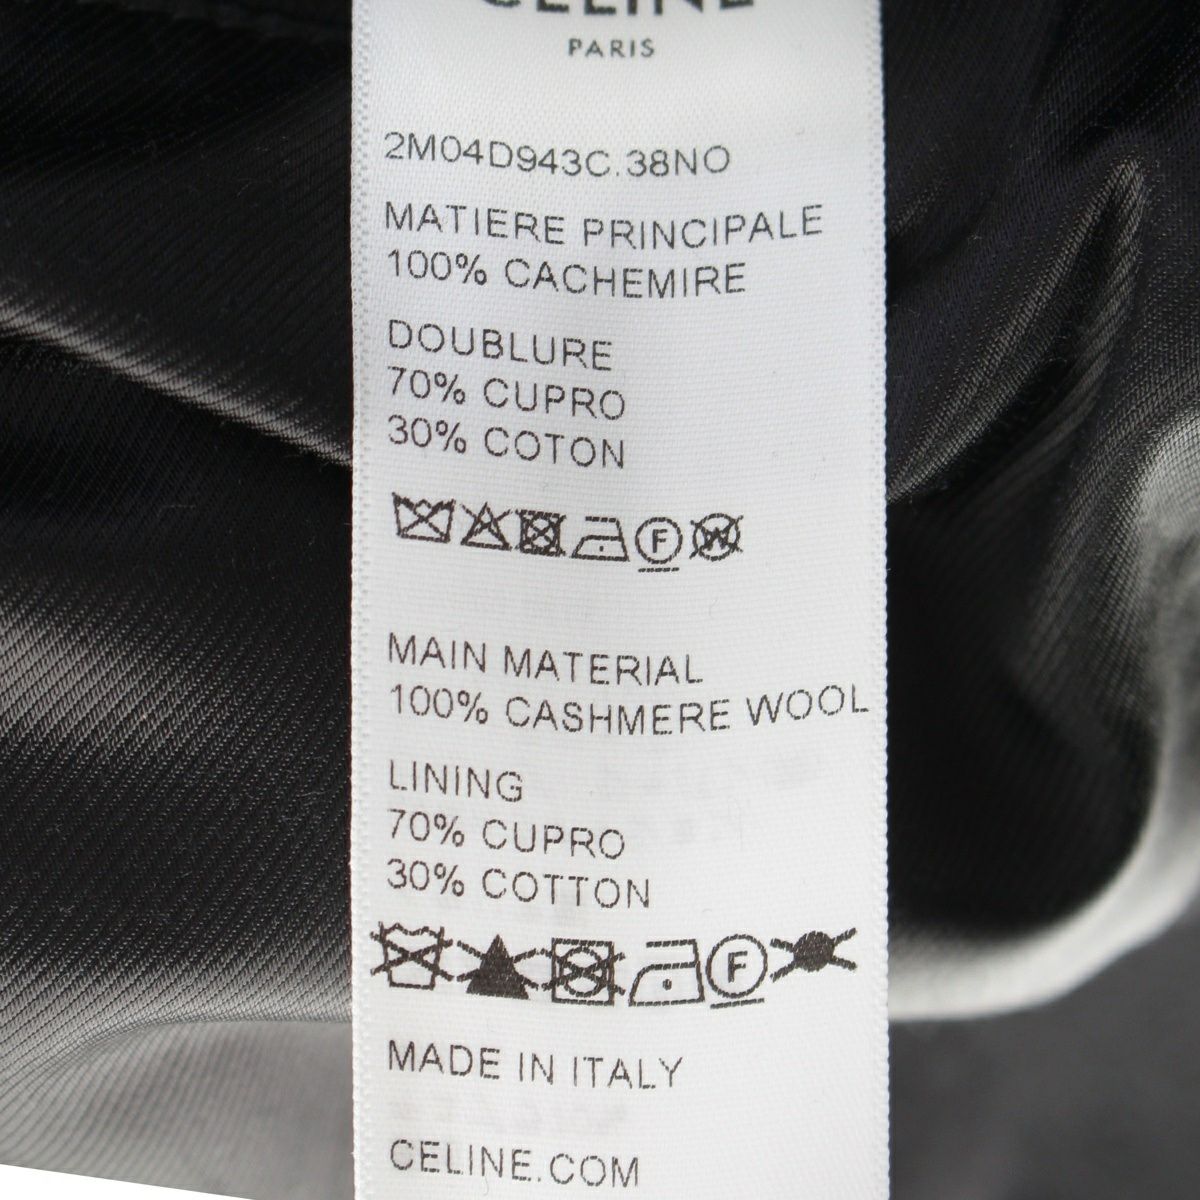 CELINE
PARIS
2M04D943C.38NO
MATIERE PRINCIPALE
100% CACHEMIRE
DOUBLURE
70% CUPRO
30% COTON
F W
MAIN MATERIAL
100% CASHMERE WOOL
LINING
70% CUPRO
30% COTTON
F
MADE IN ITALY
CELINE.COM